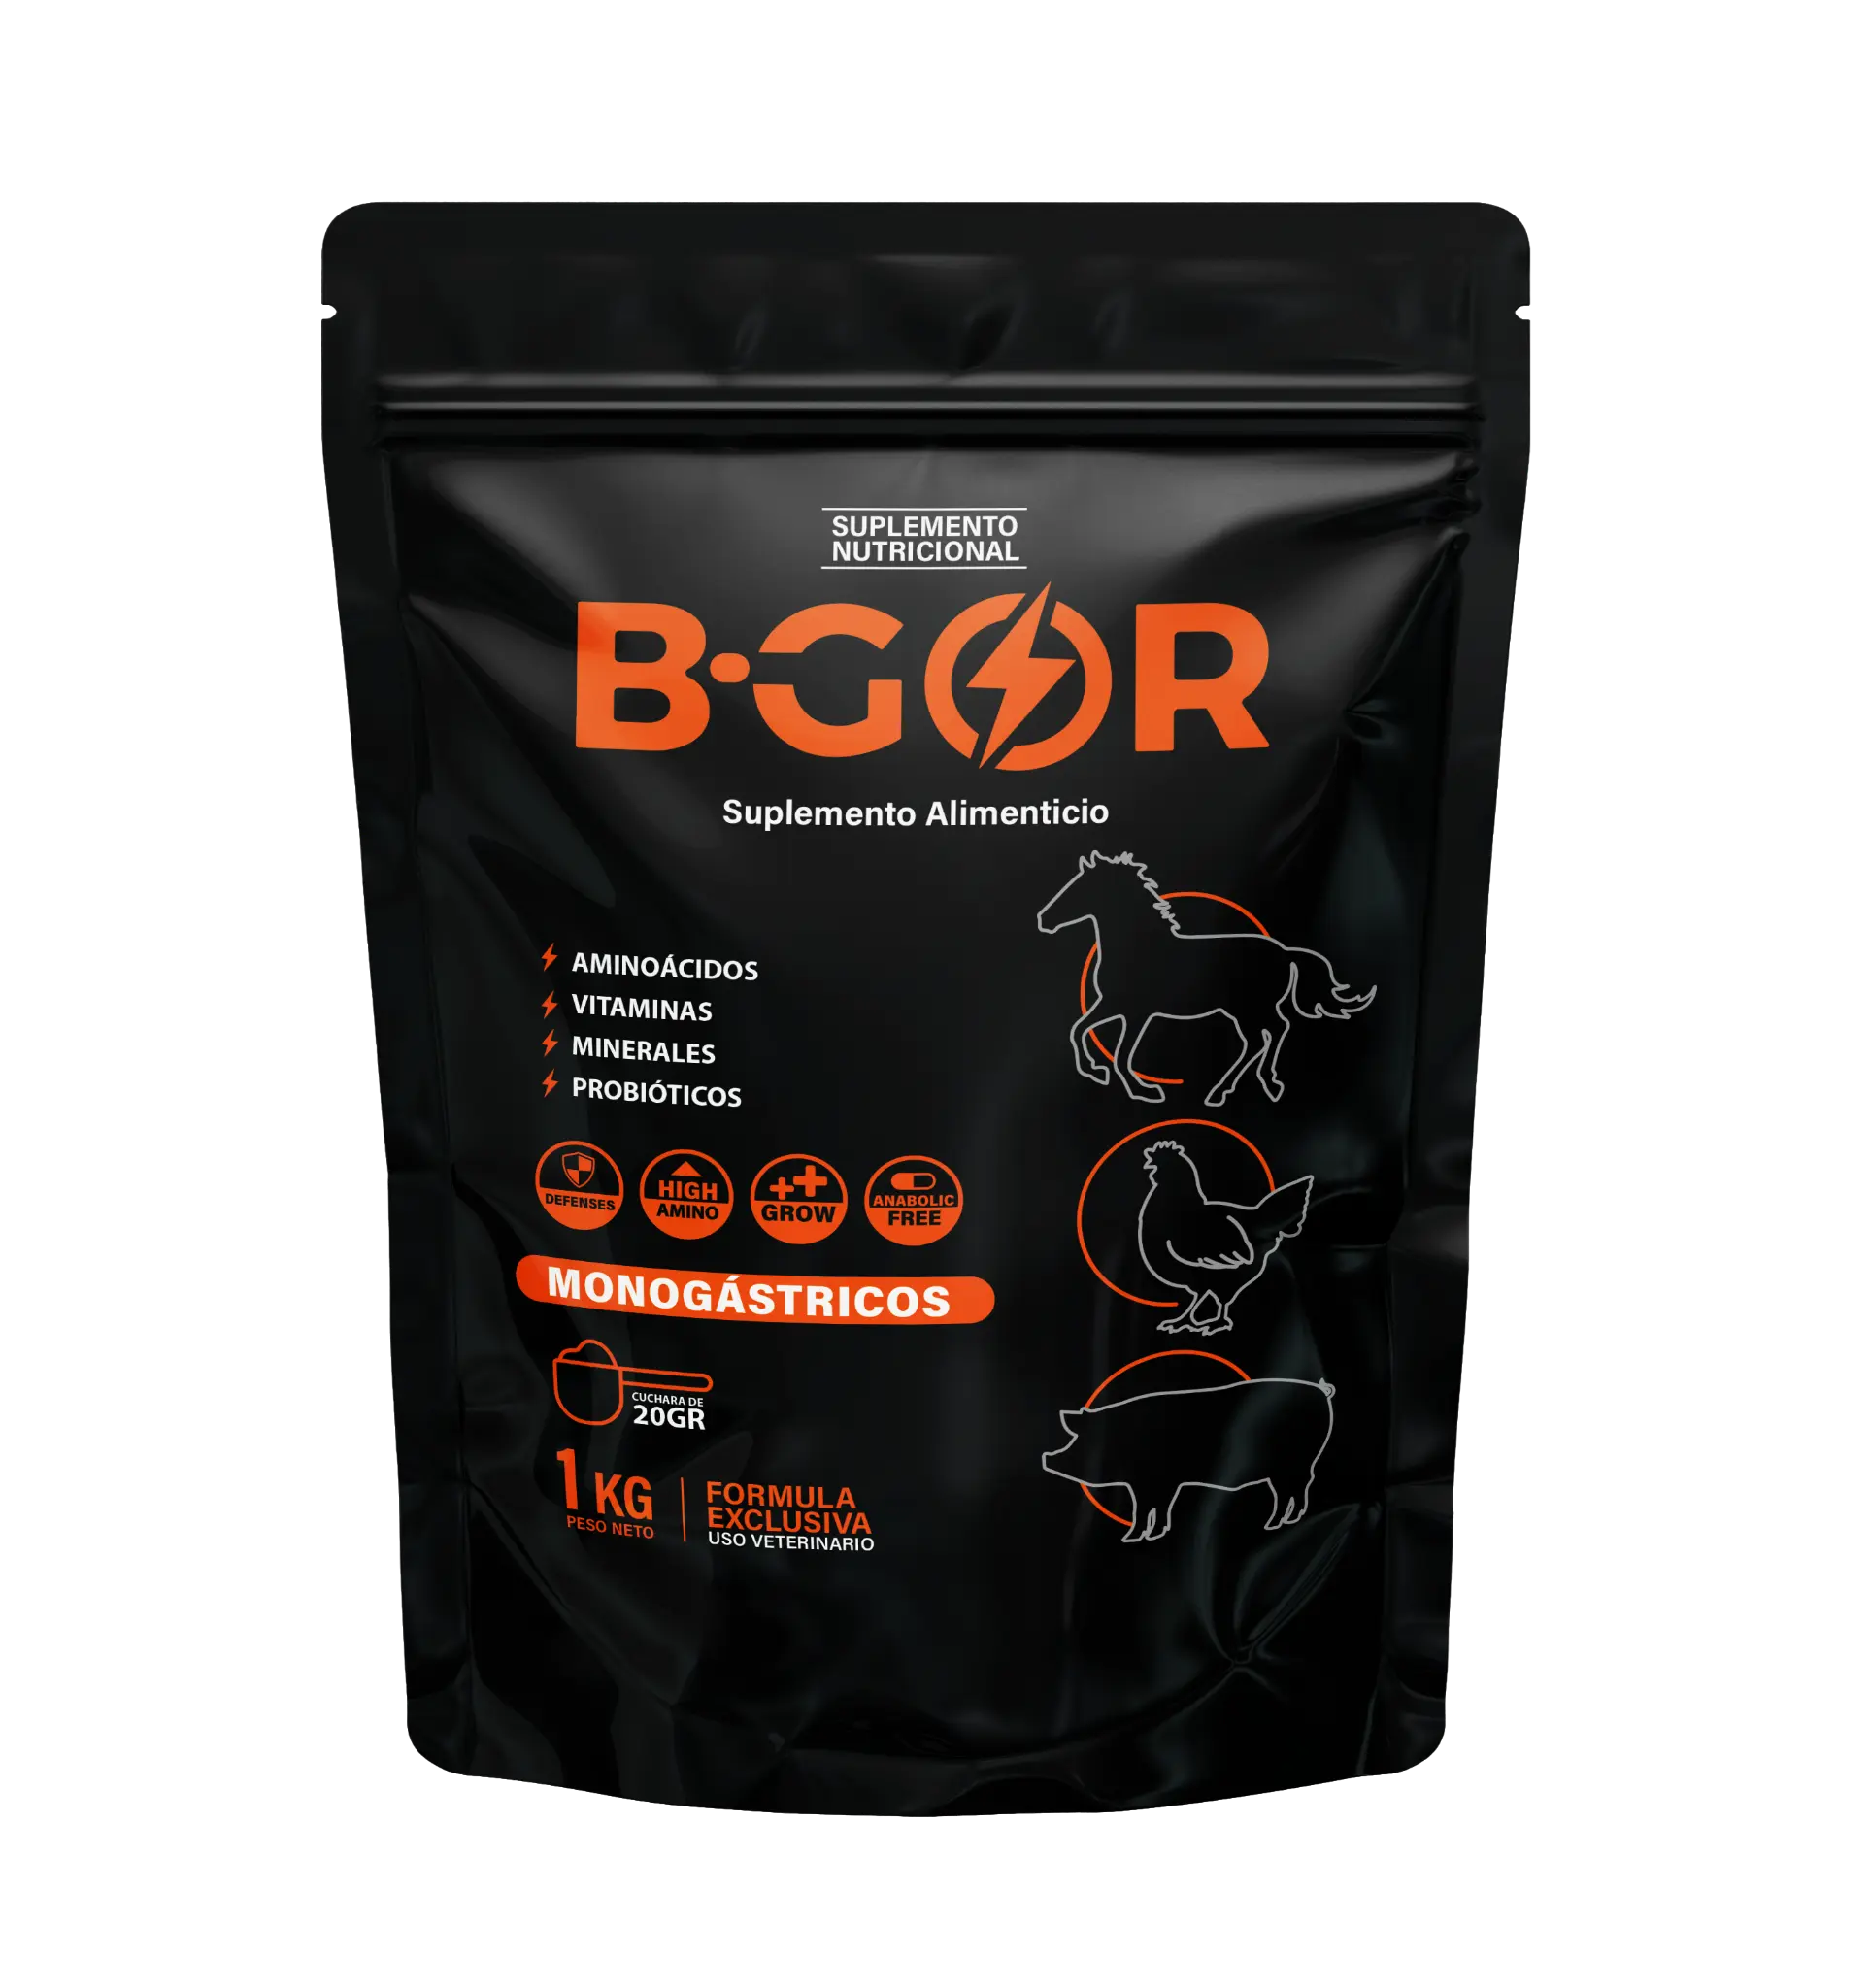 SUPLEMENTO
NUTRICIONAL
B·GOR
Suplemento Alimenticio
AMINOÁCIDOS
VITAMINAS
MINERALES
PROBIÓTICOS
DEFENSES
HIGH
AMINO
GROW
ANABOLIC
FREE
MONOGÁSTRICOS
CUCHARA DE
20GR
1 KG
PESO NETO
FORMULA
EXCLUSIVA
USO VETERINARIO